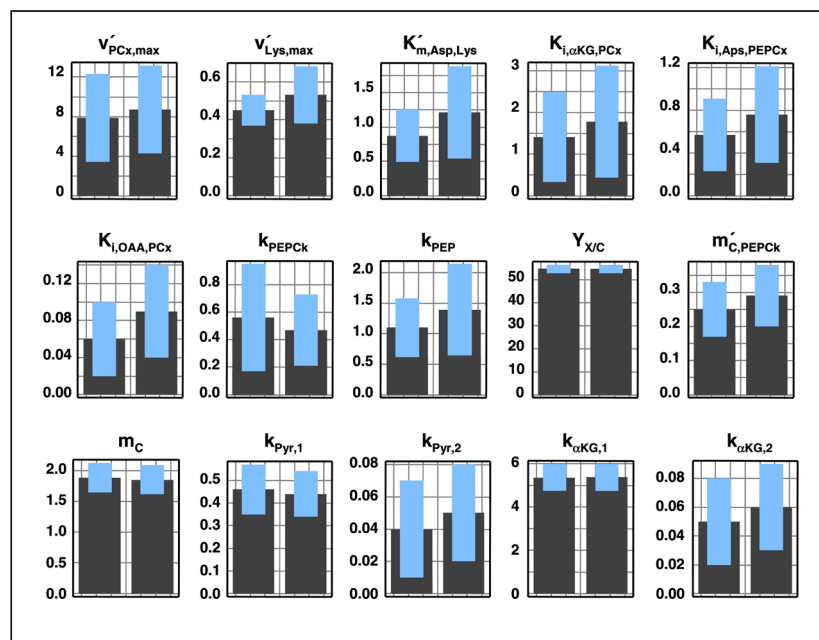 v′PCx,max v′Lys,max K′m,Asp,Lys Ki,αKG,PCx Ki,Aps,PEPCx
12 0.6 1.5 3 1.2
8 0.4 1.0 2 0.8
4 0.2 0.5 1 0.4
0 0.0 0.0 0 0.0
Ki,OAA,PCx kPEPCk kPEP YX/C m′C,PEPCk
0.12 0.8 2.0 50 0.3
0.08 0.6 1.5 40 0.2
0.04 0.4 1.0 30 0.1
0.00 0.2 0.5 20 0.0
0.0 0.0 10
0
mC kPyr,1 kPyr,2 kαKG,1 kαKG,2
2.0 0.5 0.08 6 0.08
1.5 0.4 0.06 4 0.06
1.0 0.3 0.04 2 0.04
0.5 0.2 0.02 0 0.02
0.0 0.1 0.00 0.00
0.0